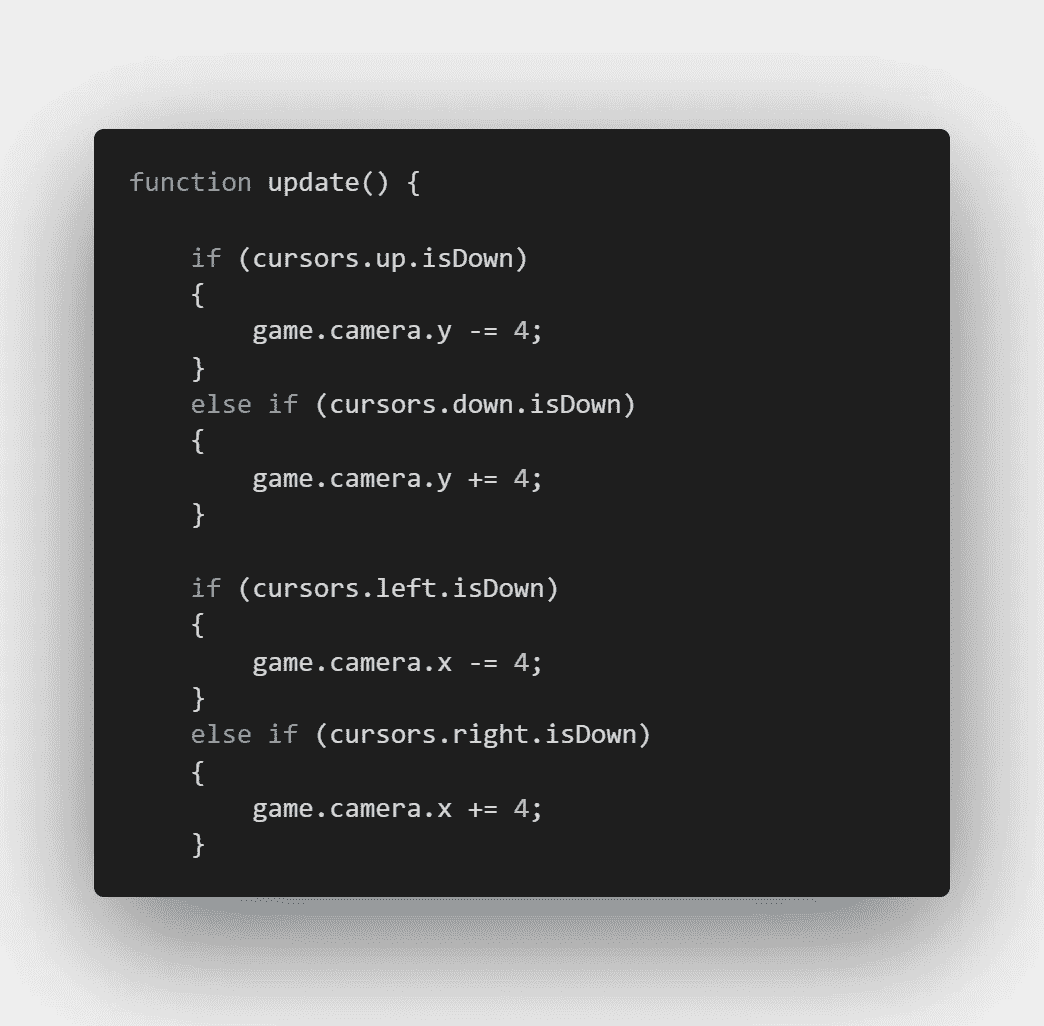 function update() {
    if (cursors.up.isDown)
    {
        game.camera.y -= 4;
    }
    else if (cursors.down.isDown)
    {
        game.camera.y += 4;
    }
    if (cursors.left.isDown)
    {
        game.camera.x -= 4;
    }
    else if (cursors.right.isDown)
    {
        game.camera.x += 4;
    }